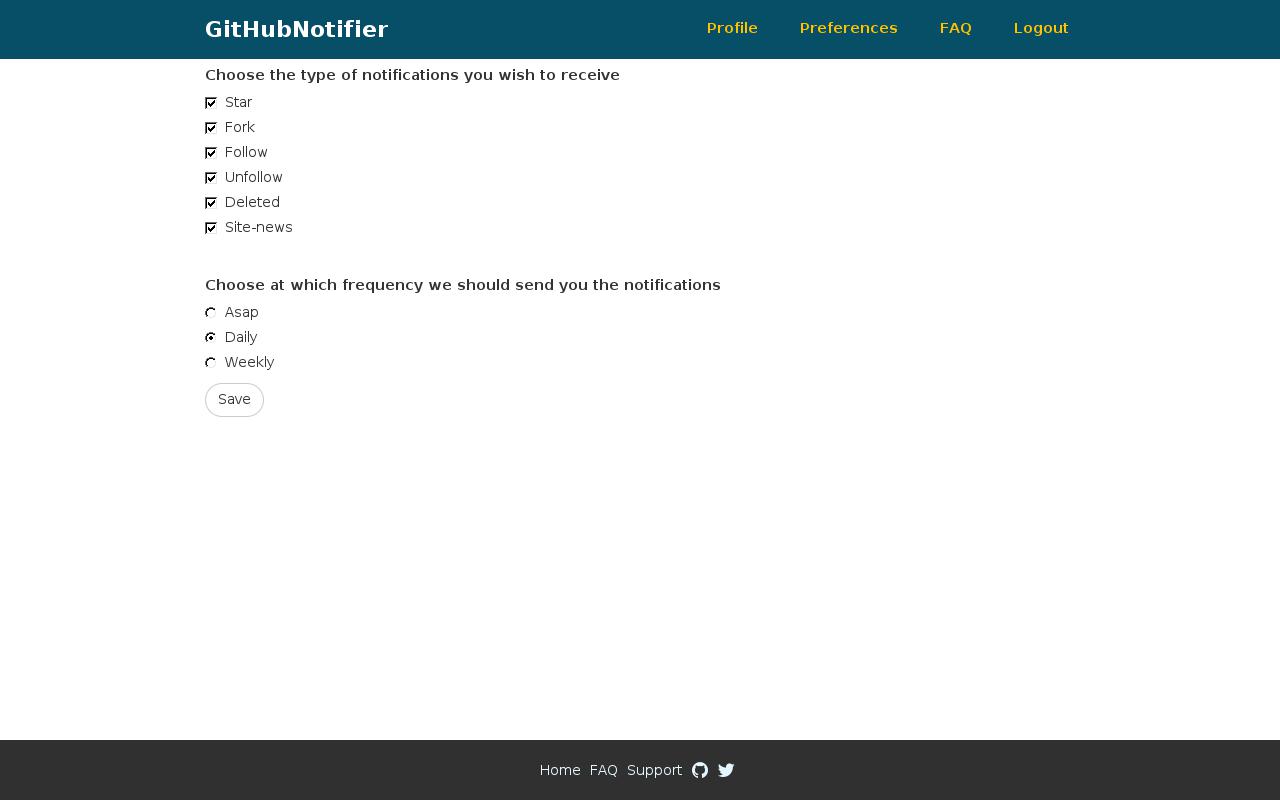 GitHubNotifier
Profile Preferences FAQ Logout
Choose the type of notifications you wish to receive
Star
Fork
Follow
Unfollow
Deleted
Site-news
Choose at which frequency we should send you the notifications
Asap
Daily
Weekly
Save
Home FAQ Support